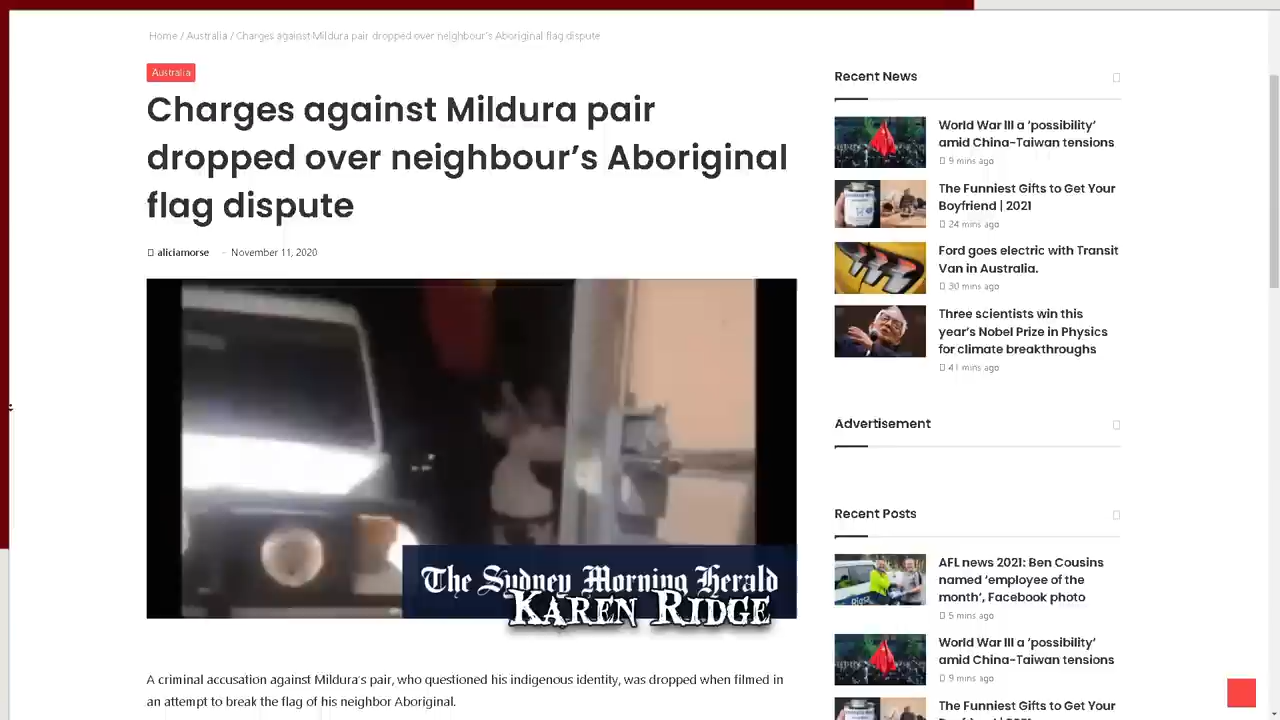 Home / Australia / Charges against Mildura pair dropped over neighbour's Aboriginal flag dispute
Australia
Charges against Mildura pair
dropped over neighbour's Aboriginal
flag dispute
aliciamorse – November 11, 2020
The Sydney Morning Herald
KAREN RIDGE
A criminal accusation against Mildura's pair, who questioned his indigenous identity, was dropped when filmed in
an attempt to break the flag of his neighbor Aboriginal.
Recent News
World War III a 'possibility'
amid China-Taiwan tensions
9 mins ago
The Funniest Gifts to Get Your
Boyfriend | 2021
24 mins ago
Ford goes electric with Transit
Van in Australia.
30 mins ago
Three scientists win this
year's Nobel Prize in Physics
for climate breakthroughs
41 mins ago
Advertisement
Recent Posts
AFL news 2021: Ben Cousins
named 'employee of the
month', Facebook photo
5 mins ago
World War III a 'possibility'
amid China-Taiwan tensions
9 mins ago
The Funniest Gifts to Get Your